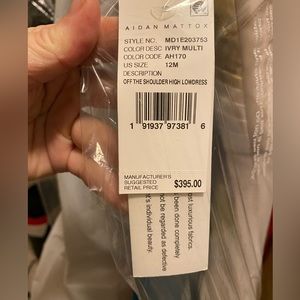 AIDAN MATTOX
STYLE NO. MD1E203753
COLOR DESC IVRY MULTI
COLOR CODE AH170
US SIZE 12M
DESCRIPTION
OFF THE SHOULDER HIGH LOWDRESS
1 91937 97381 6
MANUFACTURER'S
SUGGESTED
RETAIL PRICE $395.00
st luxurious fabrics.
been done completely
not be regarded as defective
t's individual beauty.